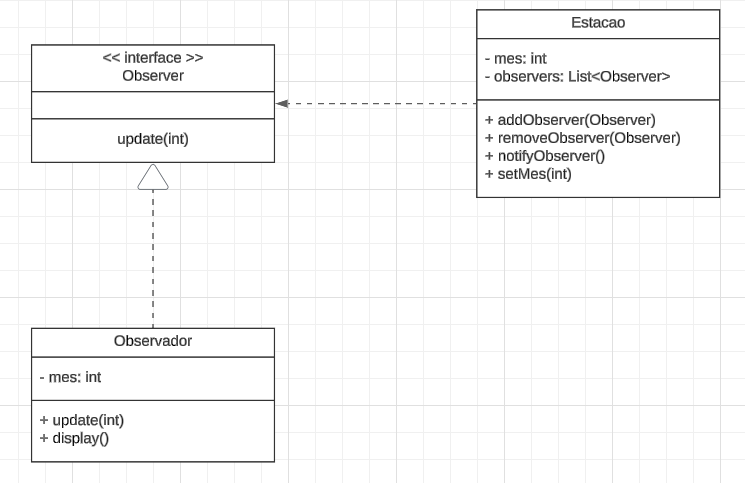 << interface >>
Observer
update(int)
Estacao
- mes: int
- observers: List<Observer>
+ addObserver(Observer)
+ removeObserver(Observer)
+ notifyObserver()
+ setMes(int)
Observador
- mes: int
+ update(int)
+ display()